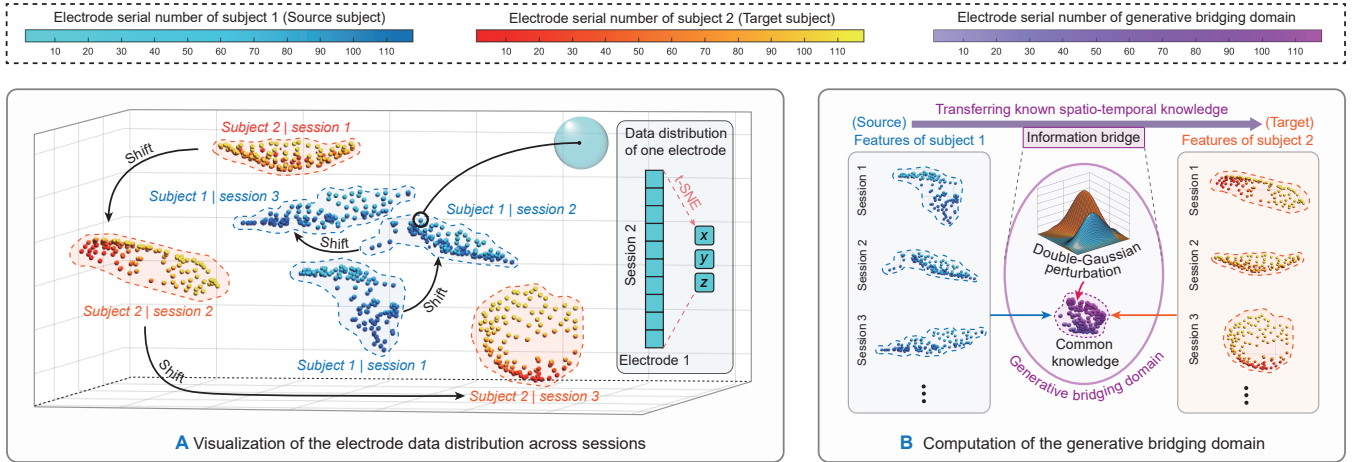 Electrode serial number of subject 1 (Source subject)
10 20 30 40 50 60 70 80 90 100 110
Electrode serial number of subject 2 (Target subject)
10 20 30 40 50 60 70 80 90 100 110
Electrode serial number of generative bridging domain
10 20 30 40 50 60 70 80 90 100 110
Subject 2 | session 1
Shift
Subject 1 | session 3
Subject 1 | session 2
Shift
Subject 2 | session 2
Shift
Subject 1 | session 1
Shift
Subject 2 | session 3
Data distribution
of one electrode
t-SNE
Session 2
x
y
z
Electrode 1
A Visualization of the electrode data distribution across sessions
Transferring known spatio-temporal knowledge
(Source)
(Target)
Features of subject 1
Information bridge
Features of subject 2
Session 1
Session 2
Session 3
Double-Gaussian
perturbation
Common
knowledge
Generative bridging domain
Session 1
Session 2
Session 3
B Computation of the generative bridging domain